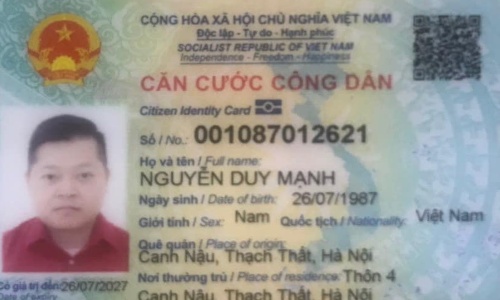 CỘNG HÒA XÃ HỘI CHỦ NGHĨA VIỆT NAM
Độc lập - Tự do - Hạnh phúc
SOCIALIST REPUBLIC OF VIET NAM
Independence - Freedom - Happiness
CĂN CƯỚC CÔNG DÂN
Citizen Identity Card
Số / No.: 001087012621
Họ và tên / Full name:
NGUYỄN DUY MẠNH
Ngày sinh / Date of birth: 26/07/1987
Giới tính / Sex: Nam Quốc tịch / Nationality: Việt Nam
Quê quán / Place of origin:
Canh Nậu, Thạch Thất, Hà Nội
Nơi thường trú / Place of residence: Thôn 4
Canh Nậu, Thạch Thất, Hà Nội
Có giá trị đến: 26/07/2027